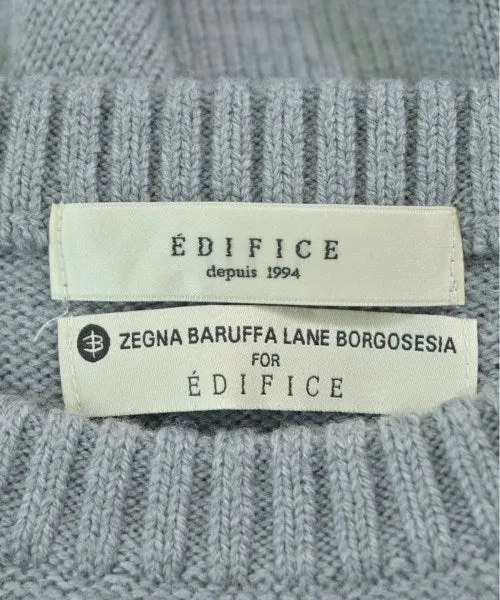 ÉDIFICE
depuis 1994
ZEGNA BARUFFA LANE BORGOSESIA
FOR
ÉDIFICE